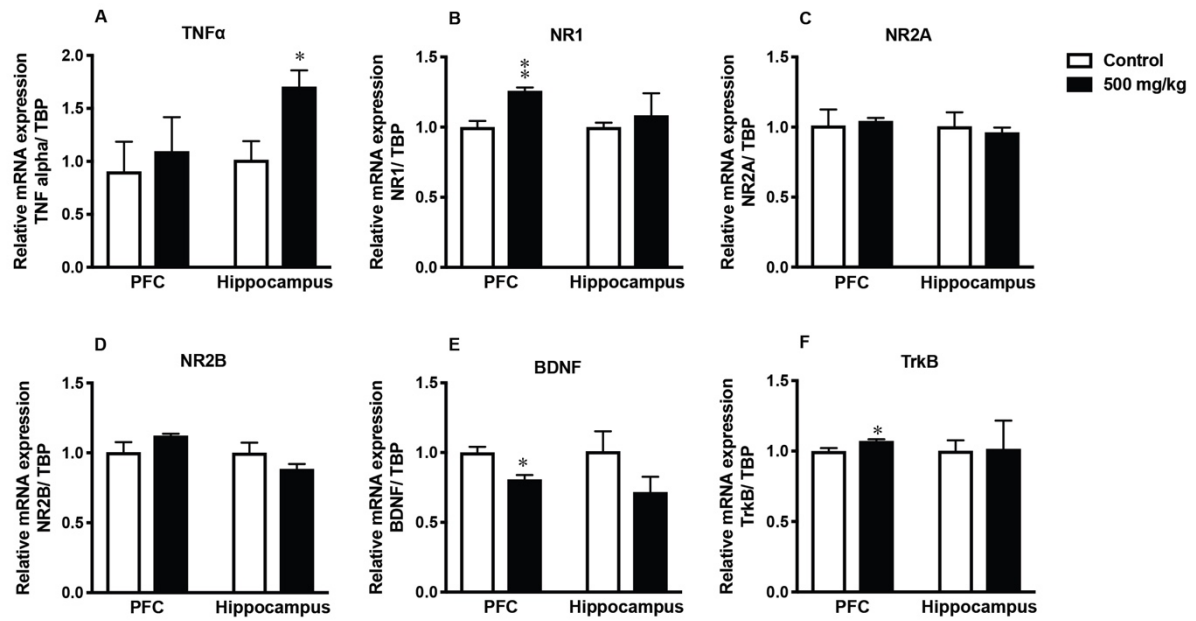 A
TNFα
Relative mRNA expression
TNF alpha/ TBP
2.0
1.5
1.0
0.5
0.0
*
PFC
Hippocampus
B
NR1
Relative mRNA expression
NR1/ TBP
1.5
1.0
0.5
0.0
**
PFC
Hippocampus
C
NR2A
Relative mRNA expression
NR2A/ TBP
1.5
1.0
0.5
0.0
PFC
Hippocampus
Control
500 mg/kg
D
NR2B
Relative mRNA expression
NR2B/ TBP
1.5
1.0
0.5
0.0
PFC
Hippocampus
E
BDNF
Relative mRNA expression
BDNF/ TBP
1.5
1.0
0.5
0.0
*
PFC
Hippocampus
F
TrkB
Relative mRNA expression
TrkB/ TBP
1.5
1.0
0.5
0.0
*
PFC
Hippocampus